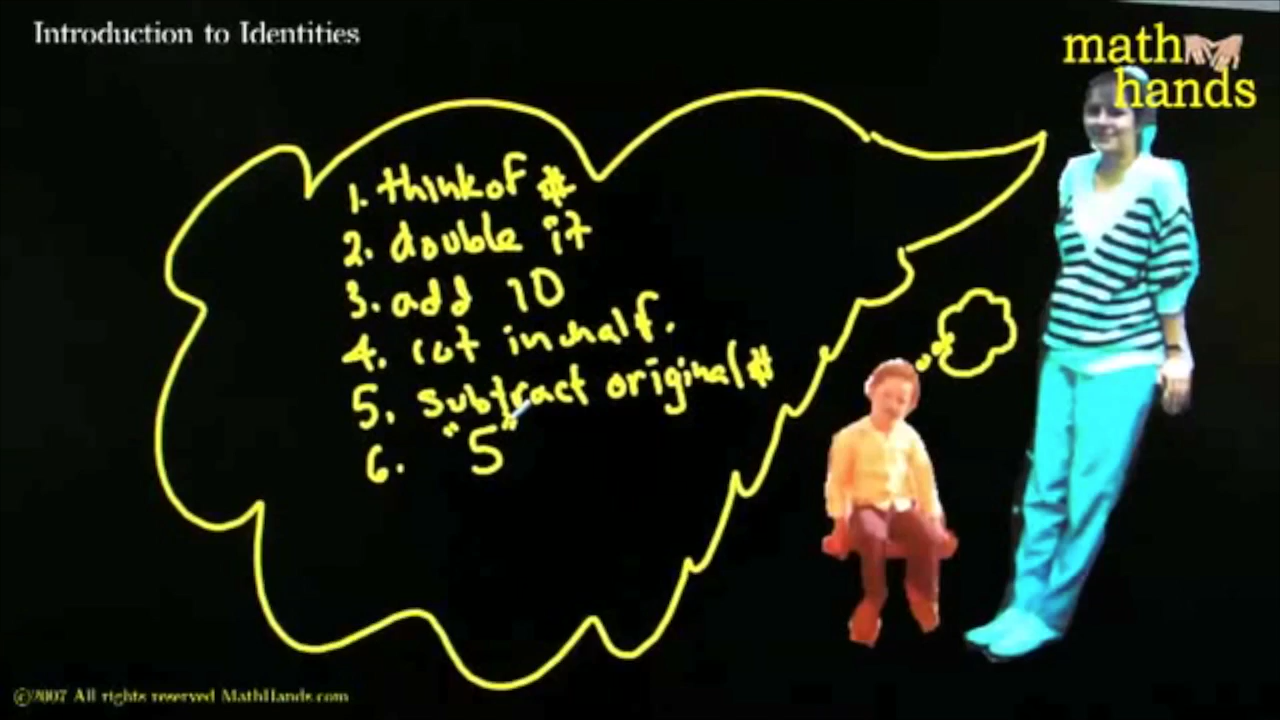 Introduction to Identities
math
hands
1. think of #
2. double it
3. add 10
4. cut in half.
5. subtract original #
6. "5"
©2007 All rights reserved MathHands.com